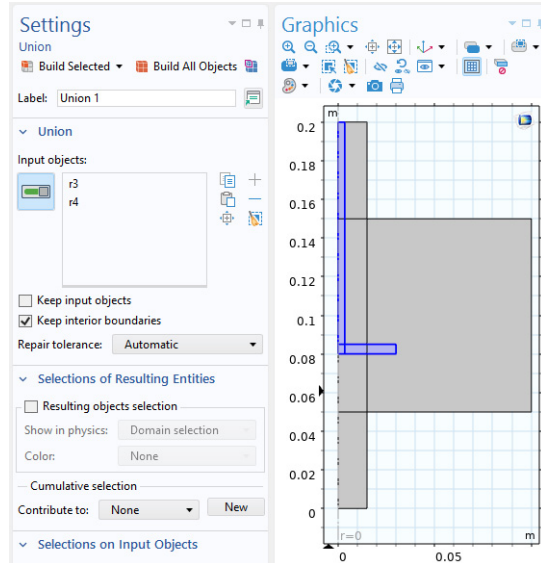 Settings
Union
Build Selected
Build All Objects
Label:
Union 1
Union
Input objects:
r3
r4
Keep input objects
Keep interior boundaries
Repair tolerance:
Automatic
Selections of Resulting Entities
Resulting objects selection
Show in physics:
Domain selection
Color:
None
Cumulative selection
Contribute to:
None
New
Selections on Input Objects
Graphics
m
0.2
0.18
0.16
0.14
0.12
0.1
0.08
0.06
0.04
0.02
0
r=0
m
0
0.05